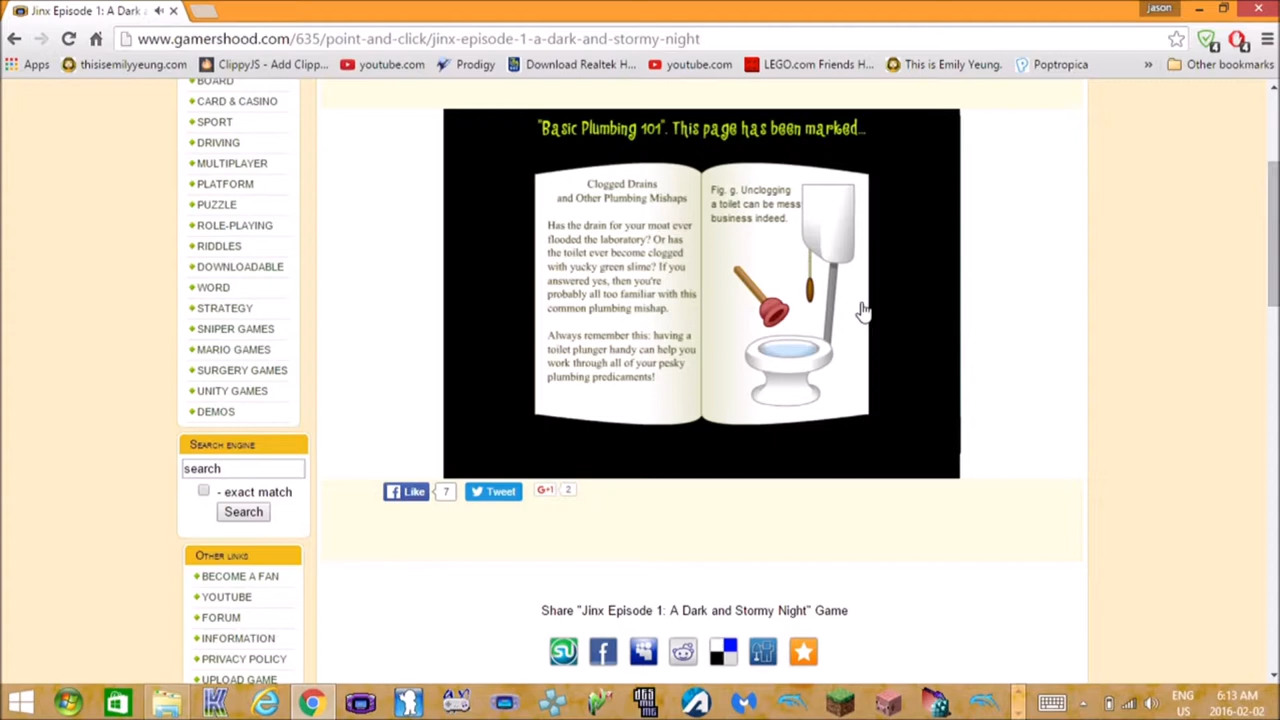 Jinx Episode 1: A Dark
jason
www.gamershood.com/635/point-and-click/jinx-episode-1-a-dark-and-stormy-night
4
4
Apps
thisisemilyyeung.com
ClippyJS - Add Clipp...
youtube.com
Prodigy
Download Realtek H...
youtube.com
LEGO.com Friends H...
This is Emily Yeung.
Poptropica
»
Other bookmarks
BOARD
CARD & CASINO
SPORT
DRIVING
MULTIPLAYER
PLATFORM
PUZZLE
ROLE-PLAYING
RIDDLES
DOWNLOADABLE
WORD
STRATEGY
SNIPER GAMES
MARIO GAMES
SURGERY GAMES
UNITY GAMES
DEMOS
Search engine
search
- exact match
Search
Other links
BECOME A FAN
YOUTUBE
FORUM
INFORMATION
PRIVACY POLICY
UPLOAD GAME
"Basic Plumbing 101". This page has been marked...
Clogged Drains
and Other Plumbing Mishaps
Has the drain for your moat ever
flooded the laboratory? Or has
the toilet ever become clogged
with yucky green slime? If you
answered yes, then you're
probably all too familiar with this
common plumbing mishap.
Always remember this: having a
toilet plunger handy can help you
work through all of your pesky
plumbing predicaments!
Fig. g. Unclogging
a toilet can be mess
business indeed.
Like
7
Tweet
G+1
2
Share "Jinx Episode 1: A Dark and Stormy Night" Game
ENG
US
6:13 AM
2016-02-02